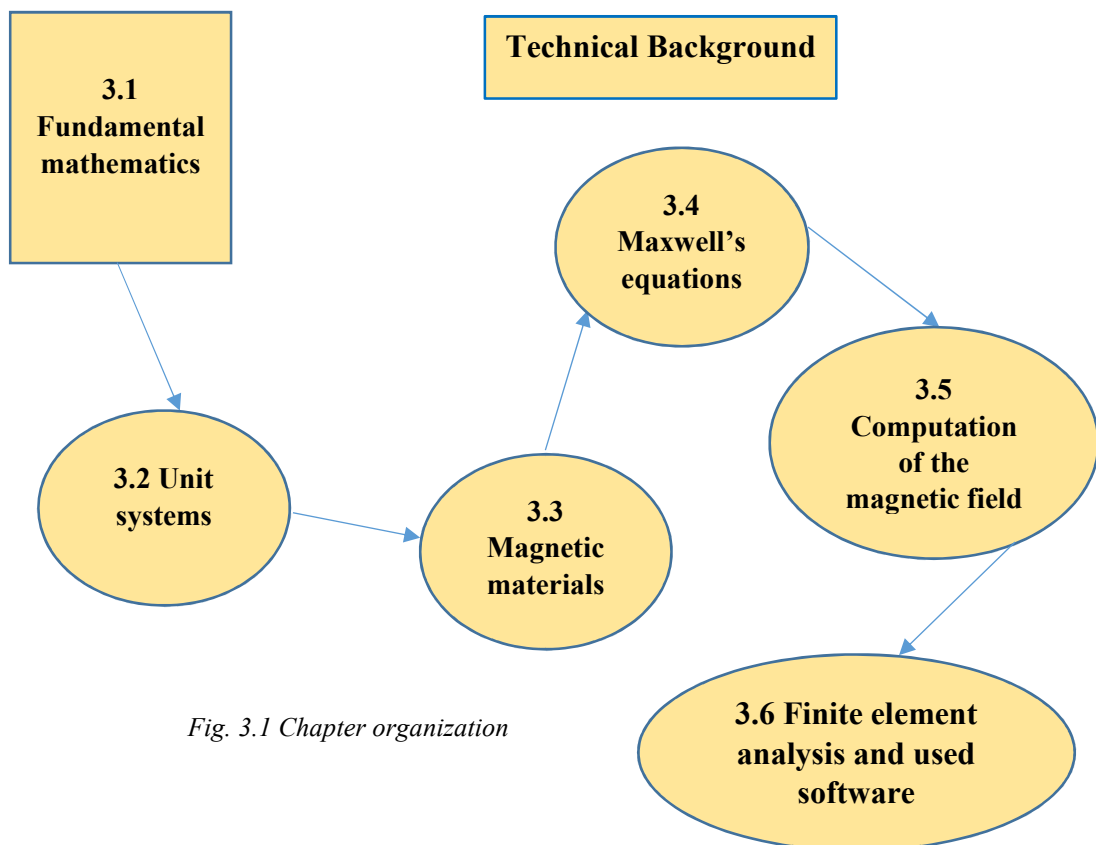 Technical Background
3.1
Fundamental
mathematics
3.2 Unit
systems
3.3
Magnetic
materials
3.4
Maxwell’s
equations
3.5
Computation
of the
magnetic field
3.6 Finite element
analysis and used
software
Fig. 3.1 Chapter organization